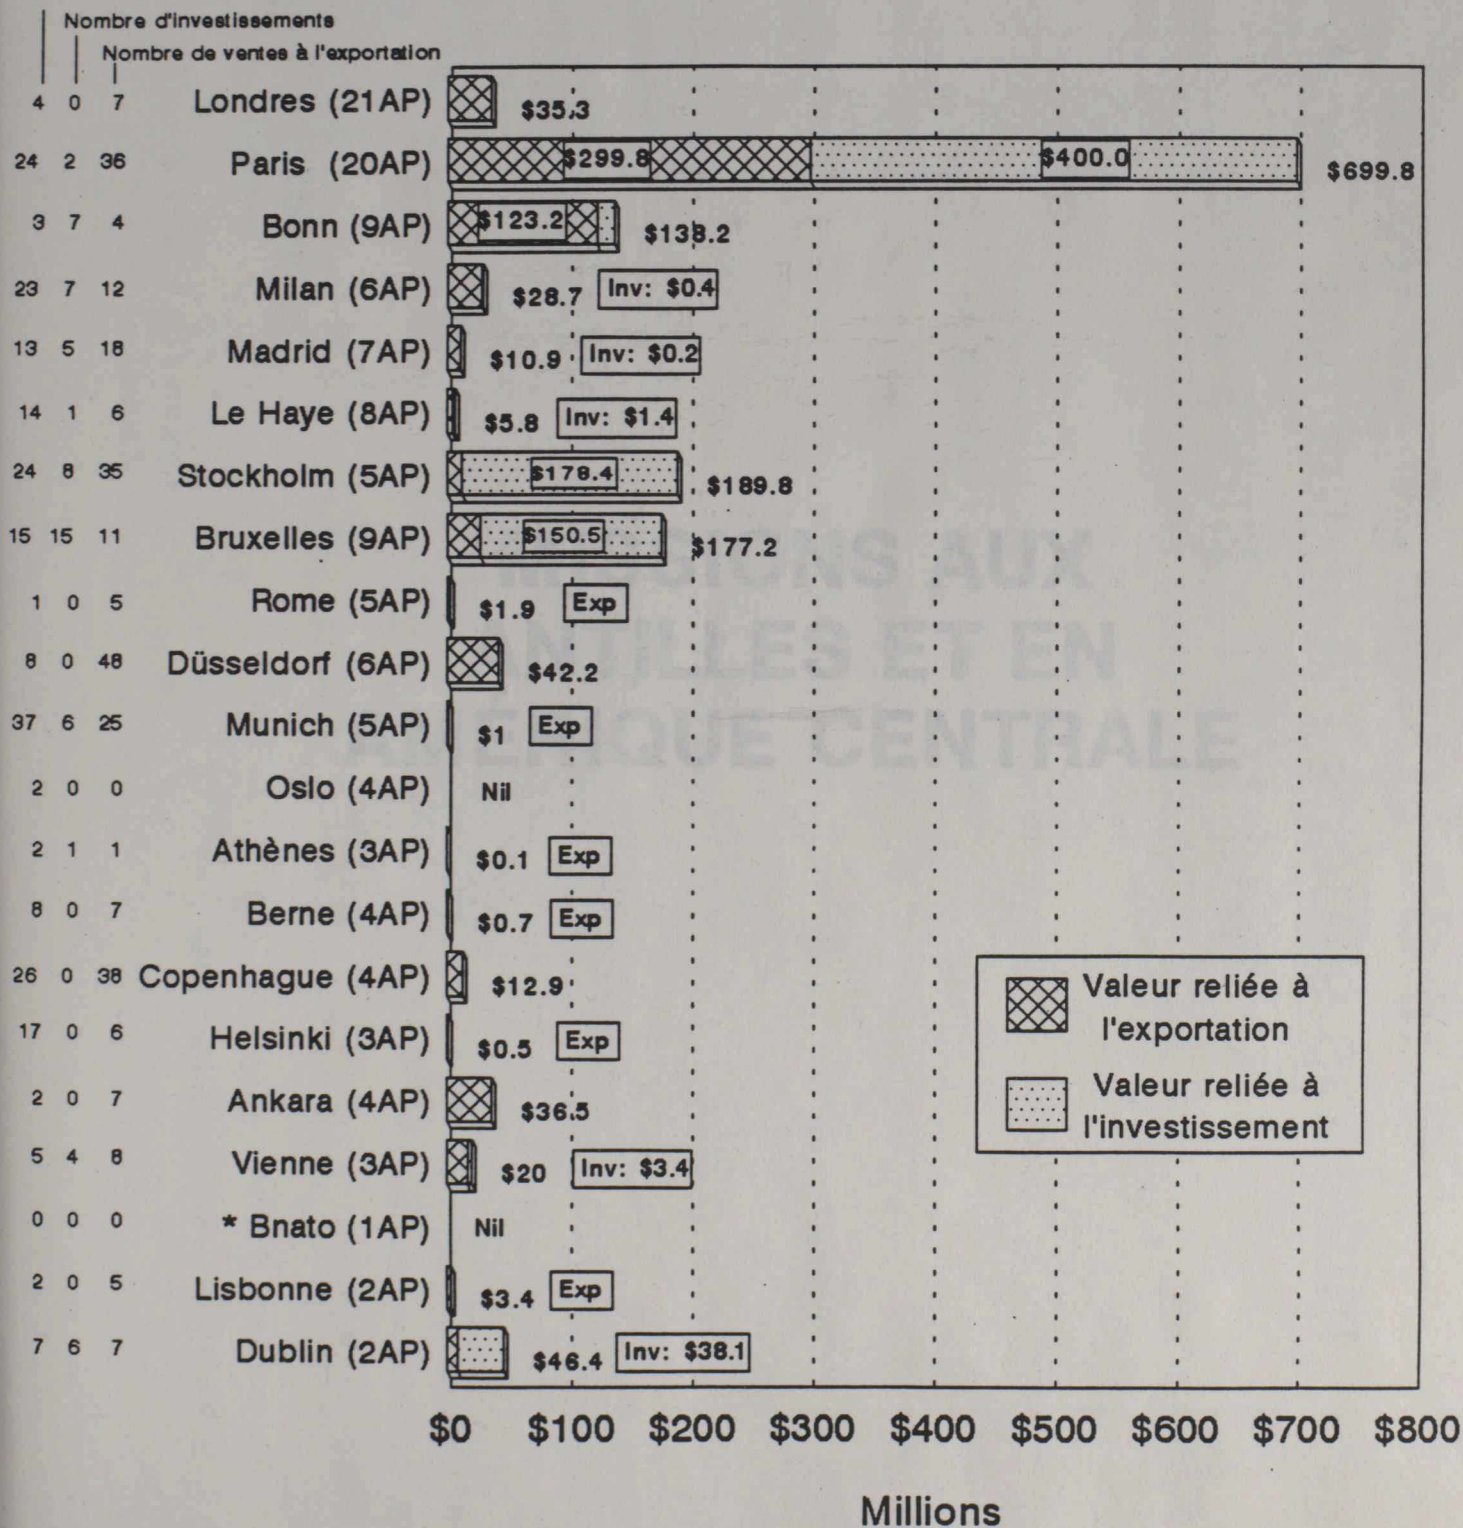 Nombre d'investissements
Nombre de ventes à l'exportation
4 0 7 Londres (21AP) $35.3
24 2 36 Paris (20AP) $299.8 $400.0 $699.8
3 7 4 Bonn (9AP) $123.2 $138.2
23 7 12 Milan (6AP) $28.7 Inv: $0.4
13 5 18 Madrid (7AP) $10.9 Inv: $0.2
14 1 6 Le Haye (8AP) $5.8 Inv: $1.4
24 8 35 Stockholm (5AP) $178.4 $189.8
15 15 11 Bruxelles (9AP) $150.5 $177.2
1 0 5 Rome (5AP) $1.9 Exp
8 0 48 Düsseldorf (6AP) $42.2
37 6 25 Munich (5AP) $1 Exp
2 0 0 Oslo (4AP) Nil
2 1 1 Athènes (3AP) $0.1 Exp
8 0 7 Berne (4AP) $0.7 Exp
26 0 38 Copenhague (4AP) $12.9
17 0 6 Helsinki (3AP) $0.5 Exp
2 0 7 Ankara (4AP) $36.5
5 4 8 Vienne (3AP) $20 Inv: $3.4
0 0 0 * Bnato (1AP) Nil
2 0 5 Lisbonne (2AP) $3.4 Exp
7 6 7 Dublin (2AP) $46.4 Inv: $38.1
Valeur reliée à
l'exportation
Valeur reliée à
l'investissement
$0 $100 $200 $300 $400 $500 $600 $700 $800
Millions
MISSIONS AUX
ANTILLES ET EN
AMÉRIQUE CENTRALE